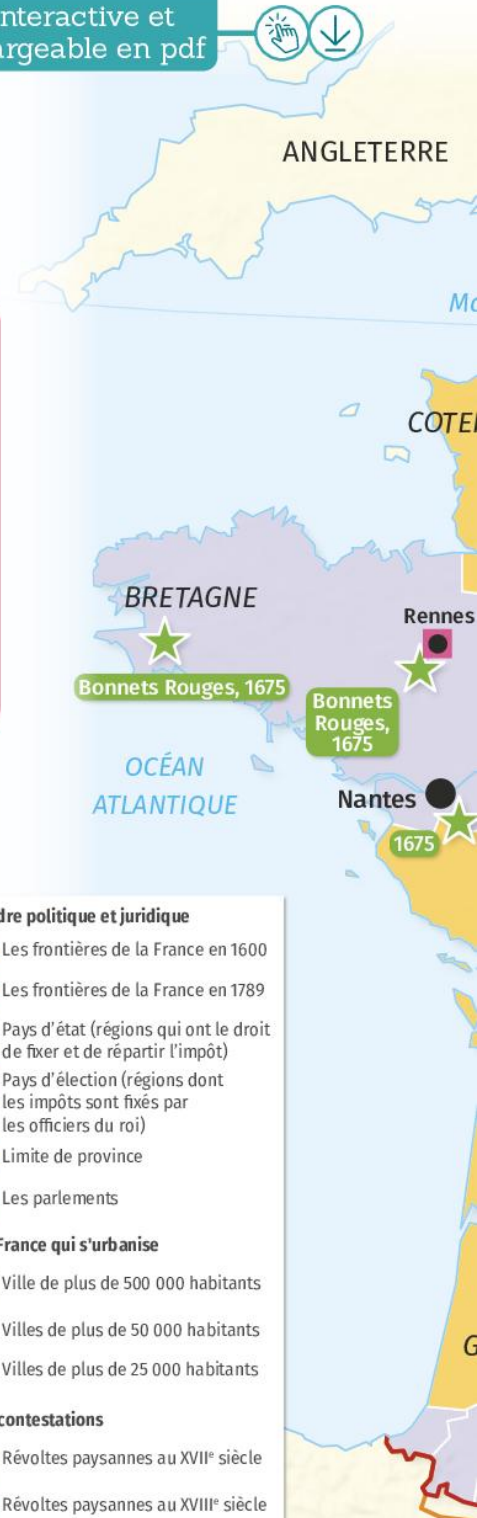 nteractive et
rgeable en pdf
ANGLETERRE
COTE
BRETAGNE
Rennes
Bonnets Rouges, 1675
Bonnets
Rouges,
1675
OCÉAN
ATLANTIQUE
Nantes
1675
dre politique et juridique
Les frontières de la France en 1600
Les frontières de la France en 1789
Pays d'état (régions qui ont le droit
de fixer et de répartir l'impôt)
Pays d'élection (régions dont
les impôts sont fixés par
les officiers du roi)
Limite de province
Les parlements
France qui s'urbanise
Ville de plus de 500 000 habitants
Villes de plus de 50 000 habitants
Villes de plus de 25 000 habitants
G
contestations
Révoltes paysannes au XVIIe siècle
Révoltes paysannes au XVIIIe siècle